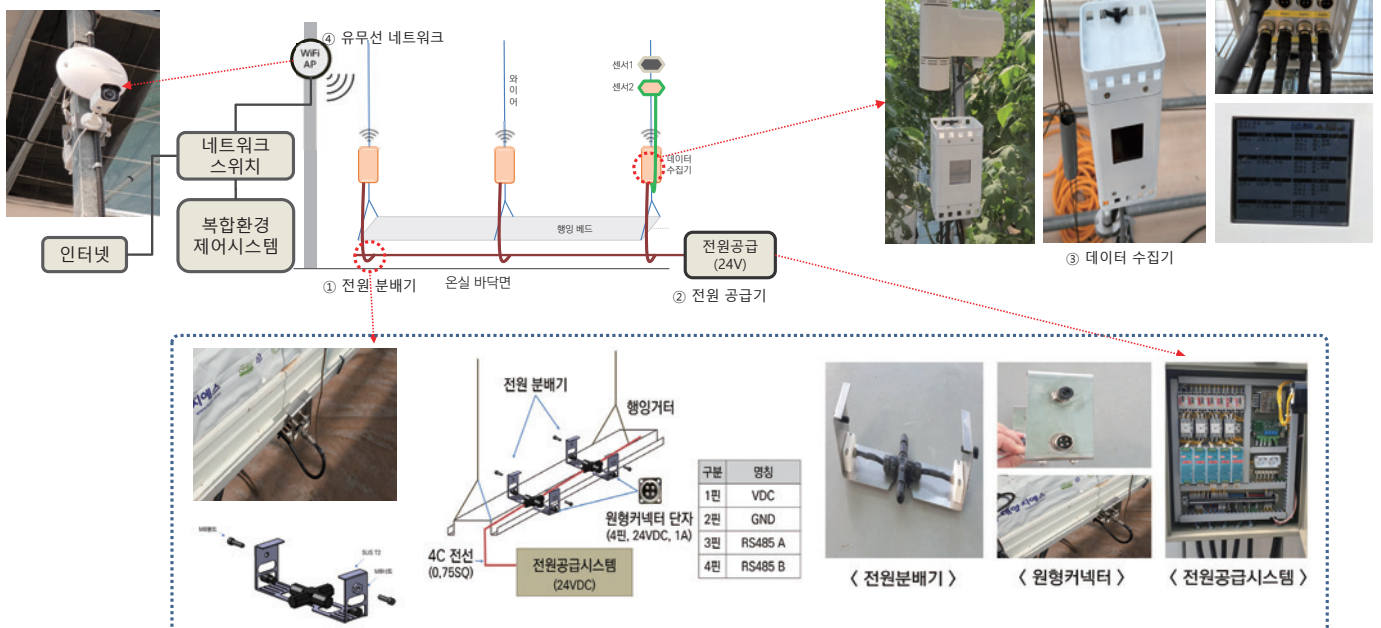 ④ 유무선 네트워크
WiFi
AP
센서1
센서2
와이어
데이터
수집기
네트워크
스위치
복합환경
제어시스템
인터넷
행잉 베드
전원공급
(24V)
① 전원 분배기
온실 바닥면
② 전원 공급기
③ 데이터 수집기
전원 분배기
행잉거터
원형커넥터 단자
(4핀, 24VDC, 1A)
4C 전선
(0.75SQ)
전원공급시스템
(24VDC)
SUS T2
구분 명칭
1핀 VDC
2핀 GND
3핀 RS485 A
4핀 RS485 B
〈 전원분배기 〉
〈 원형커넥터 〉
〈 전원공급시스템 〉